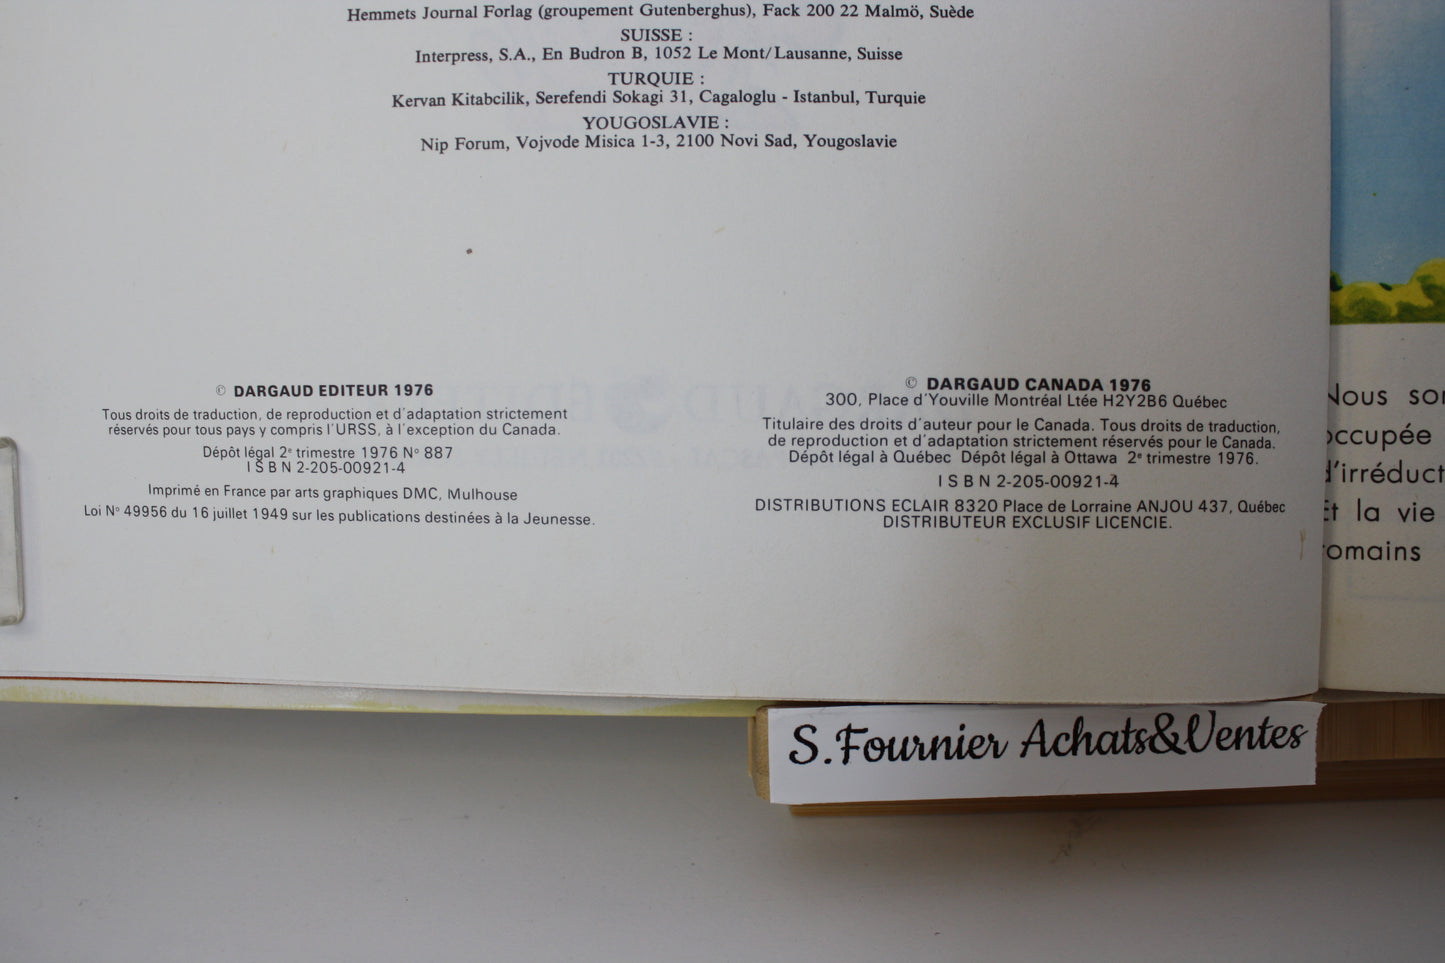 Hemmets Journal Forlag (groupement Gutenberghus), Fack 200 22 Malmö, Suède
SUISSE :
Interpress, S.A., En Budron B, 1052 Le Mont/Lausanne, Suisse
TURQUIE :
Kervan Kitabcilik, Serefendi Sokagi 31, Cagaloglu - Istanbul, Turquie
YOUGOSLAVIE :
Nip Forum, Vojvode Misica 1-3, 2100 Novi Sad, Yougoslavie
© DARGAUD EDITEUR 1976
Tous droits de traduction, de reproduction et d'adaptation strictement
réservés pour tous pays y compris l'URSS, à l'exception du Canada.
Dépôt légal 2e trimestre 1976 N° 887
I S B N 2-205-00921-4
Imprimé en France par arts graphiques DMC, Mulhouse
Loi N° 49956 du 16 juillet 1949 sur les publications destinées à la Jeunesse.
© DARGAUD CANADA 1976
300, Place d'Youville Montréal Ltée H2Y2B6 Québec
Titulaire des droits d'auteur pour le Canada. Tous droits de traduction,
de reproduction et d'adaptation strictement réservés pour le Canada.
Dépôt légal à Québec Dépôt légal à Ottawa 2e trimestre 1976.
I S B N 2-205-00921-4
DISTRIBUTIONS ECLAIR 8320 Place de Lorraine ANJOU 437, Québec
DISTRIBUTEUR EXCLUSIF LICENCIE.
Nous
occupée
d'irréduct
Et la vie
romains
S.Fournier Achats&Ventes